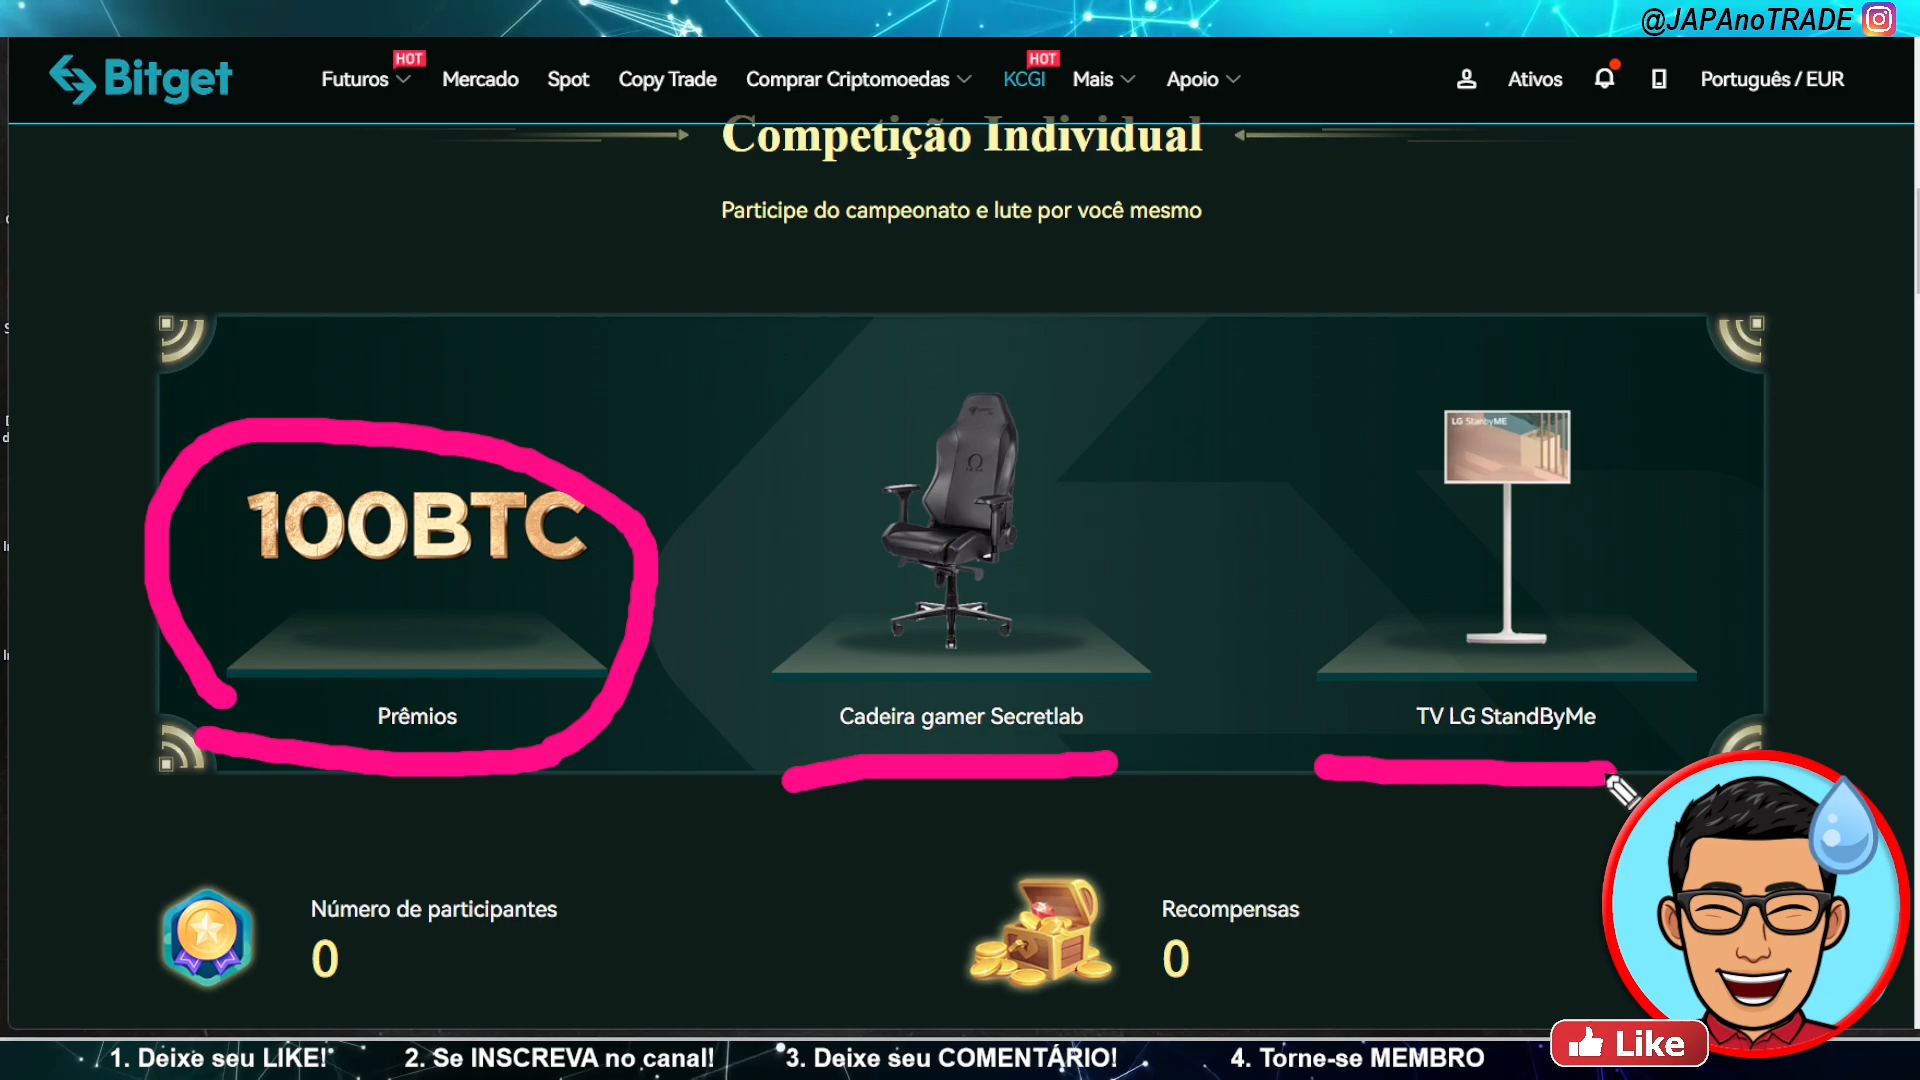 @JAPAnoTRADE
Bitget
Futuros
HOT
Mercado
Spot
Copy Trade
Comprar Criptomoedas
KCGI
HOT
Mais
Apoio
Ativos
Português / EUR
Competição Individual
Participe do campeonato e lute por você mesmo
100BTC
LG StanbyME
Prêmios
Cadeira gamer Secretlab
TV LG StandByMe
Número de participantes
0
Recompensas
0
Like
1. Deixe seu LIKE!
2. Se INSCREVA no canal!
3. Deixe seu COMENTÁRIO!
4. Torne-se MEMBRO